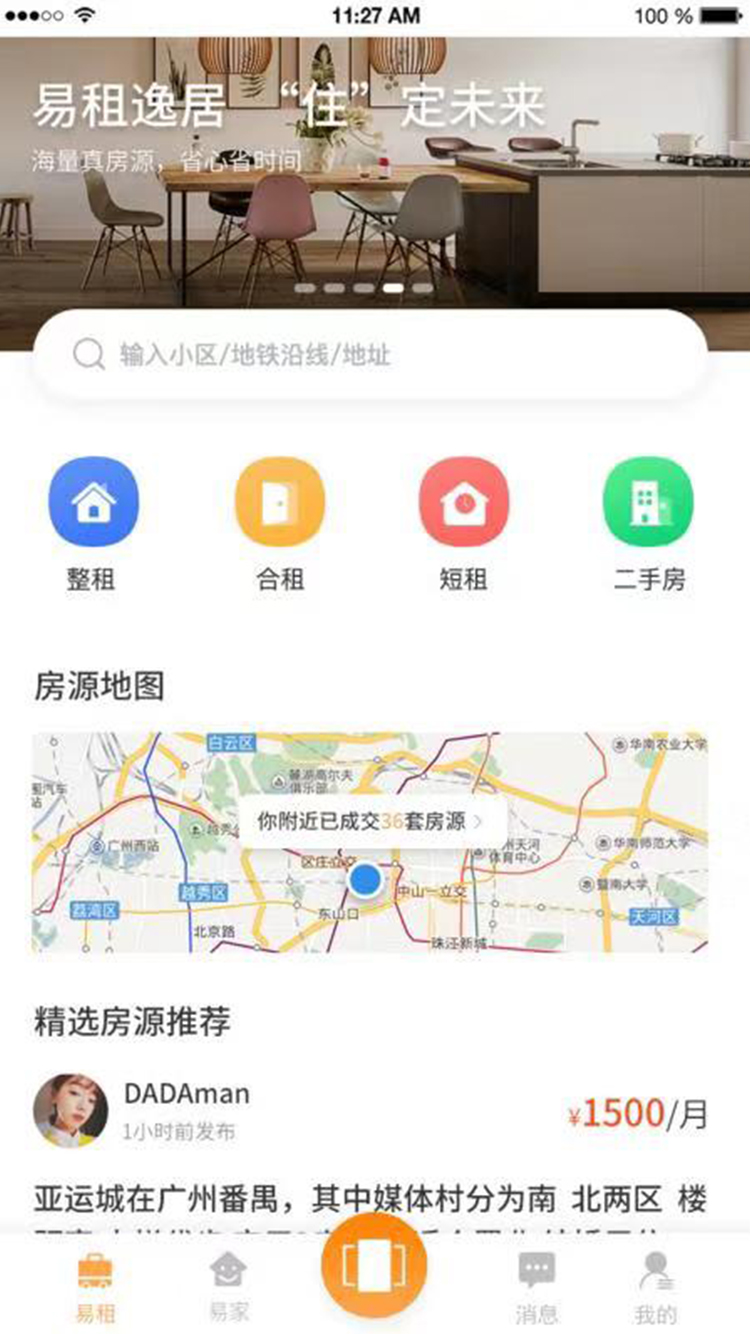 11:27 AM
100 %
易租逸居 “住”定未来
海量真房源，省心省时间
输入小区/地铁沿线/地址
整租 合租 短租 二手房
房源地图
白云区
华南农业大学
麓湖高尔夫
俱乐部
你附近已成交36套房源
广州西站
州天河
体育中心
华南师范大学
区庄立交
暨南大学
越秀区
中山一立交
荔湾区
东山口
天河区
北京路
珠江新城
精选房源推荐
DADAman
1小时前发布
¥1500/月
亚运城在广州番禺，其中媒体村分为南 北两区 楼
易租 易家 消息 我的